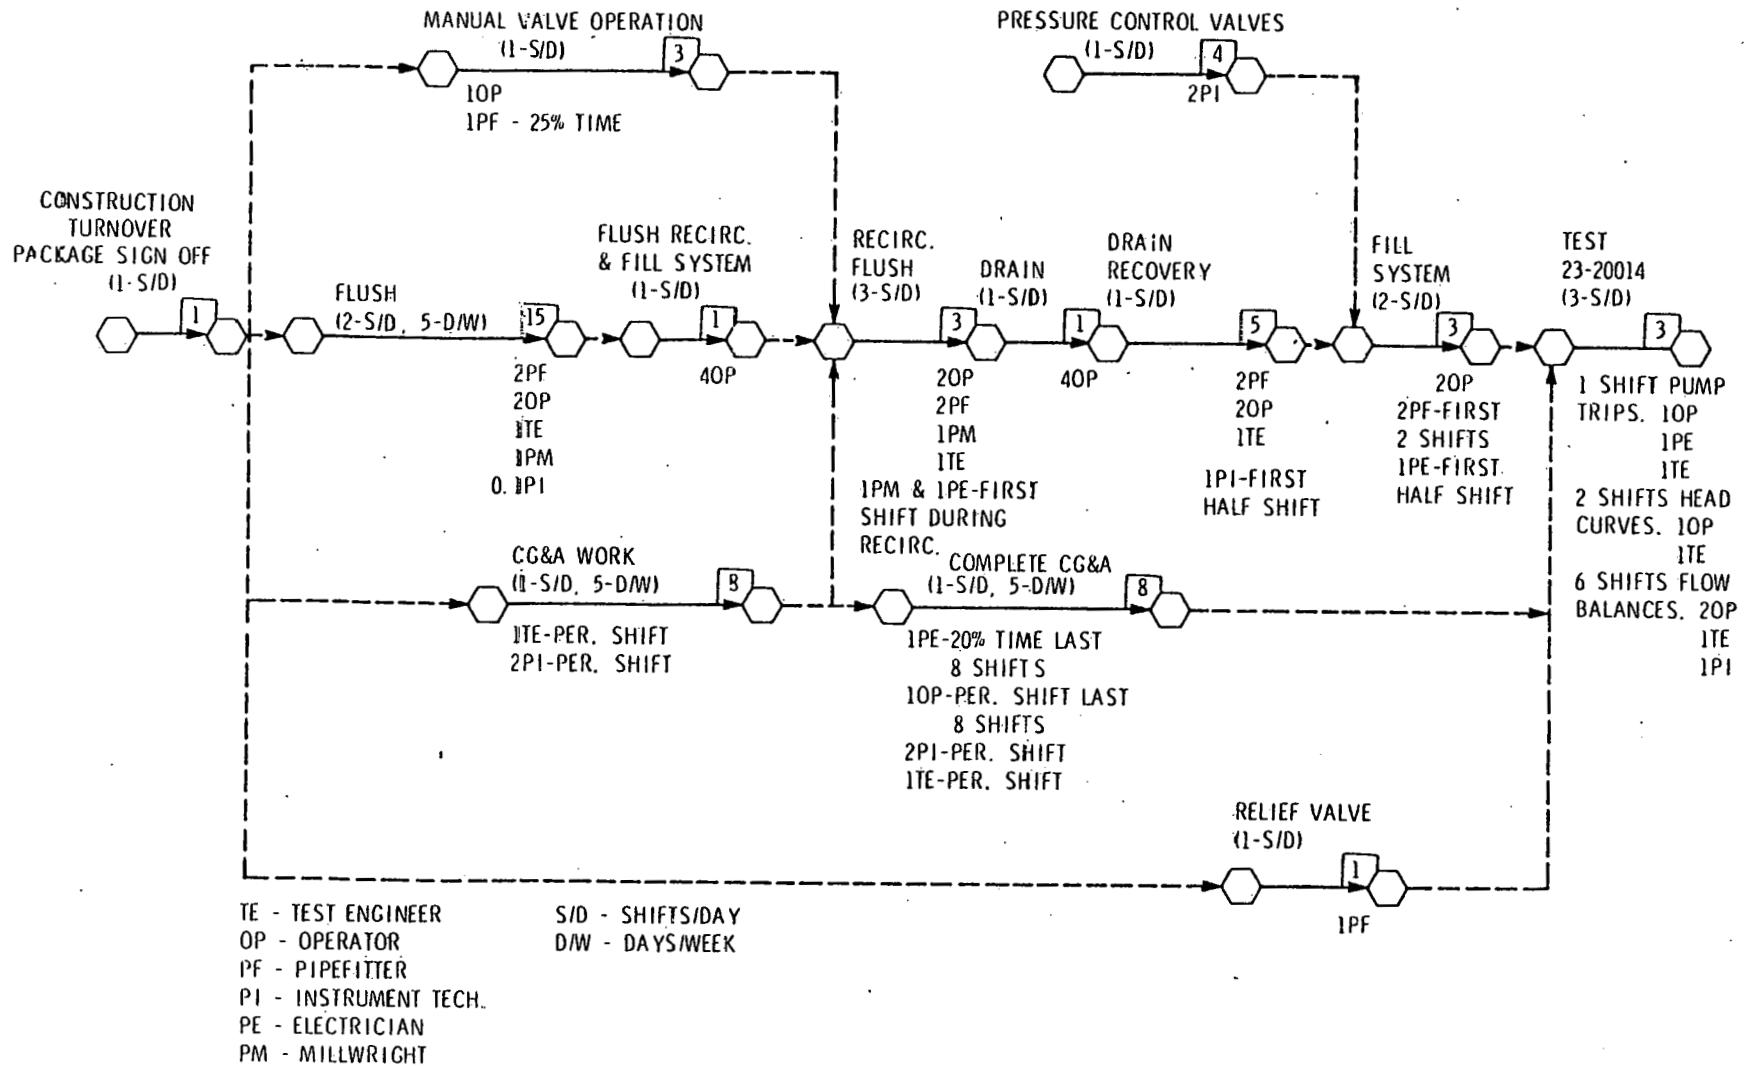 MANUAL VALVE OPERATION
(1-S/D)
3
1OP
1PF - 25% TIME
PRESSURE CONTROL VALVES
(1-S/D)
4
2PI
CONSTRUCTION
TURNOVER
PACKAGE SIGN OFF
(1-S/D)
1
FLUSH
(2-S/D, 5-D/W)
15
2PF
2OP
1TE
1PM
0.1PI
FLUSH RECIRC.
& FILL SYSTEM
(1-S/D)
1
4OP
RECIRC.
FLUSH
(3-S/D)
3
2OP
2PF
1PM
1TE
1PM & 1PE-FIRST
SHIFT DURING
RECIRC.
DRAIN
(1-S/D)
1
4OP
DRAIN
RECOVERY
(1-S/D)
5
2PF
2OP
1TE
1PI-FIRST
HALF SHIFT
FILL
SYSTEM
(2-S/D)
3
2OP
2PF-FIRST
2 SHIFTS
1PE-FIRST
HALF SHIFT
TEST
23-20014
(3-S/D)
3
1 SHIFT PUMP
TRIPS. 1OP
1PE
1TE
2 SHIFTS HEAD
CURVES. 1OP
1TE
6 SHIFTS FLOW
BALANCES. 2OP
1TE
1PI
CG&A WORK
(1-S/D, 5-D/W)
8
1TE-PER. SHIFT
2PI-PER. SHIFT
COMPLETE CG&A
(1-S/D, 5-D/W)
8
1PE-20% TIME LAST
8 SHIFTS
1OP-PER. SHIFT LAST
8 SHIFTS
2PI-PER. SHIFT
1TE-PER. SHIFT
RELIEF VALVE
(1-S/D)
1
1PF
TE - TEST ENGINEER
OP - OPERATOR
PF - PIPEFITTER
PI - INSTRUMENT TECH.
PE - ELECTRICIAN
PM - MILLWRIGHT
S/D - SHIFTS/DAY
D/W - DAYS/WEEK